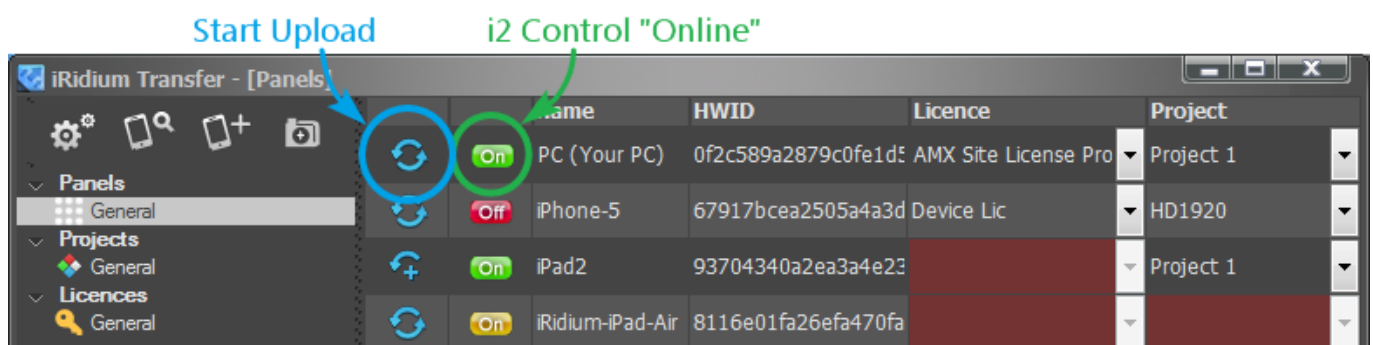 Start Upload i2 Control "Online"
iRidium Transfer - [Panels]
Name HWID Licence Project
On PC (Your PC) 0f2c589a2879c0fe1d5 AMX Site License Pro Project 1
Panels
General Off iPhone-5 67917bcea2505a4a3d Device Lic HD1920
Projects
General On iPad2 93704340a2ea3a4e23 Project 1
Licences
General On iRidium-iPad-Air 8116e01fa26efa470fa